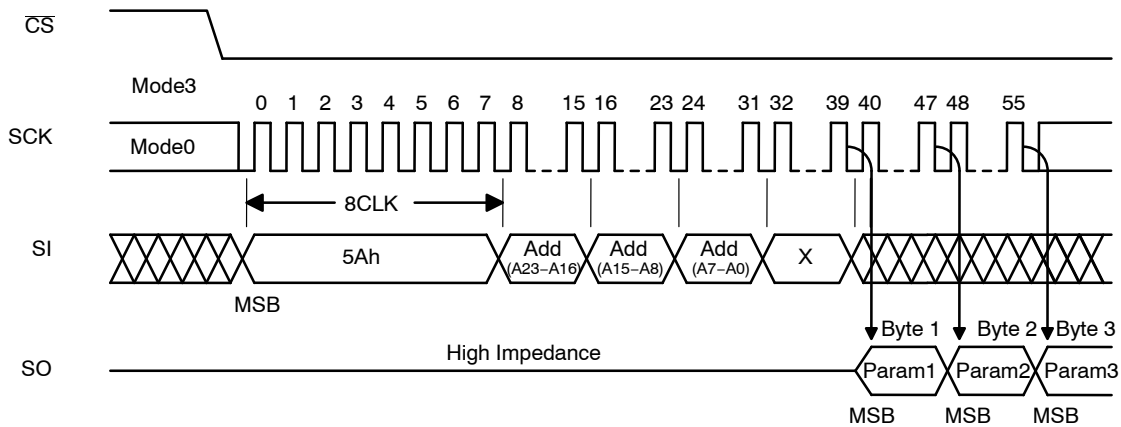 CS
Mode3
0 1 2 3 4 5 6 7 8 15 16 23 24 31 32 39 40 47 48 55
SCK
Mode0
8CLK
SI
5Ah
Add
(A23–A16)
Add
(A15–A8)
Add
(A7–A0)
X
MSB
Byte 1 Byte 2 Byte 3
High Impedance
SO
Param1 Param2 Param3
MSB MSB MSB